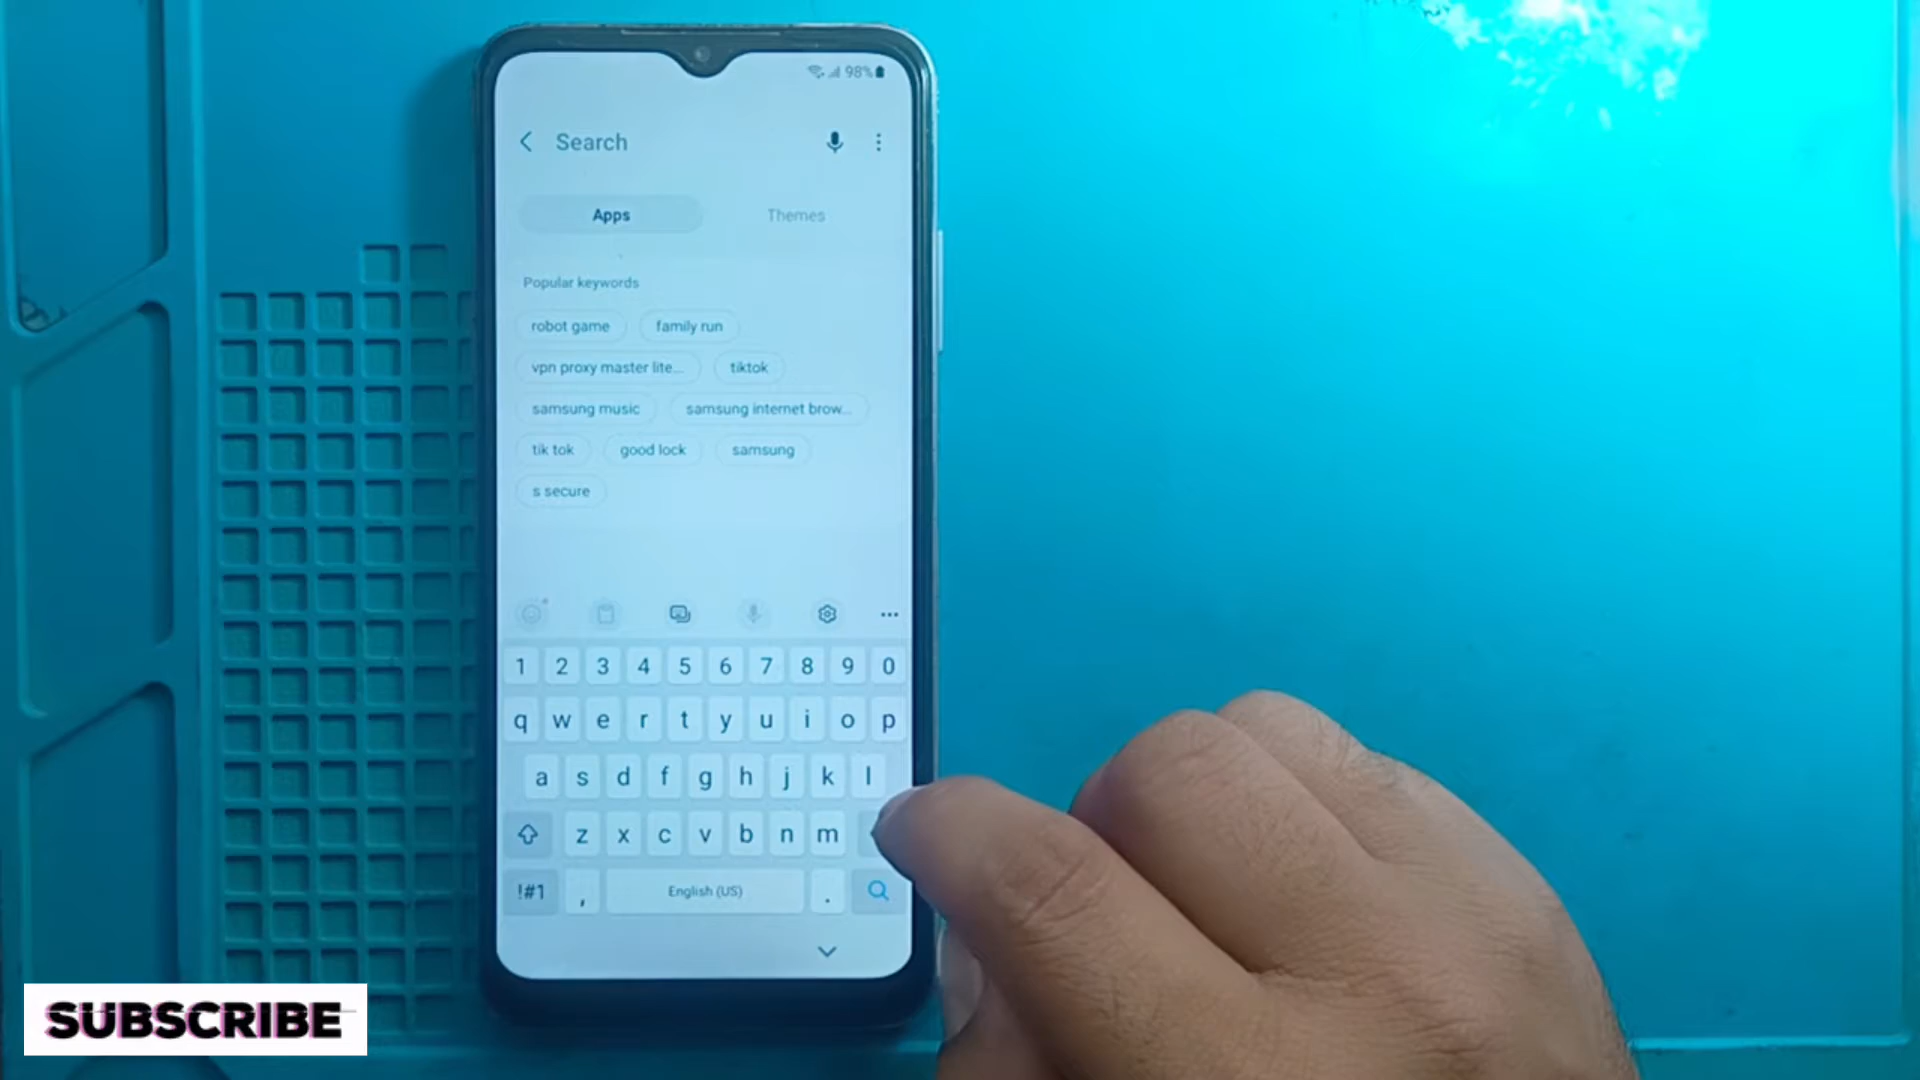 98%
Search
Apps Themes
Popular keywords
robot game family run
vpn proxy master lite... tiktok
samsung music samsung internet brow...
tik tok good lock samsung
s secure
1 2 3 4 5 6 7 8 9 0
q w e r t y u i o p
a s d f g h j k l
z x c v b n m
!#1 , English (US) .
SUBSCRIBE